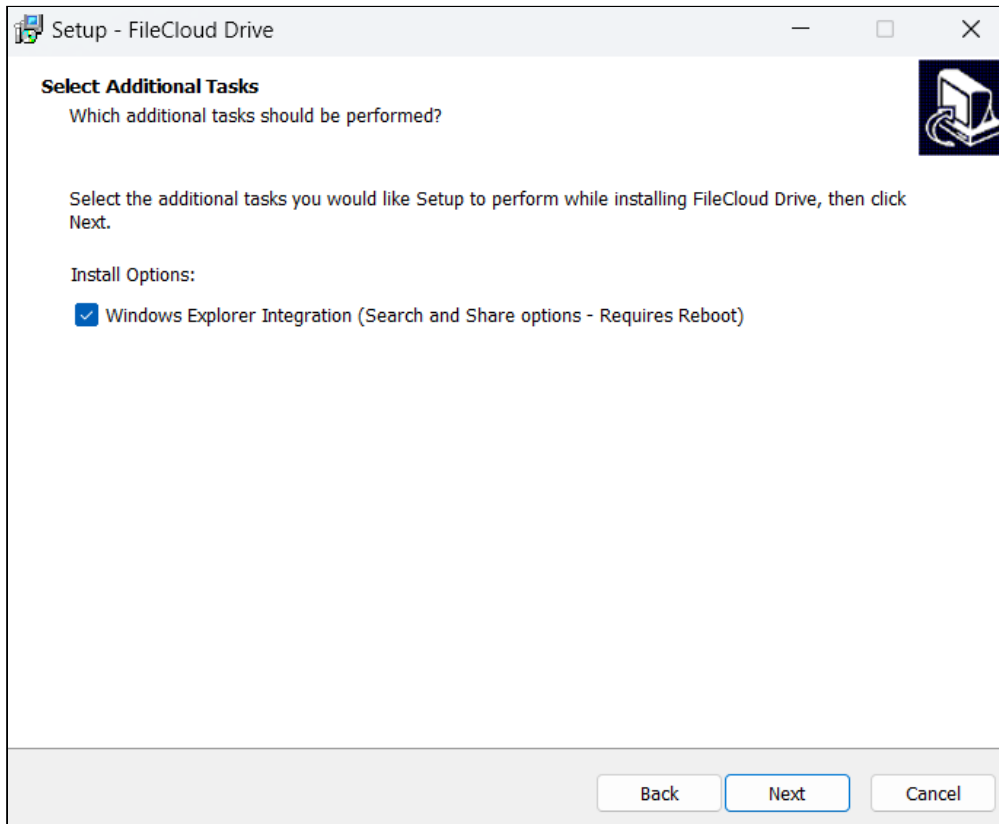 Setup - FileCloud Drive
Select Additional Tasks
Which additional tasks should be performed?
Select the additional tasks you would like Setup to perform while installing FileCloud Drive, then click
Next.
Install Options:
Windows Explorer Integration (Search and Share options - Requires Reboot)
Back Next Cancel